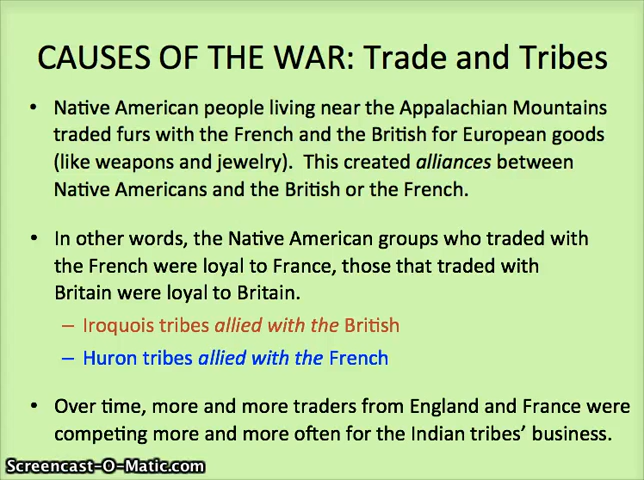 CAUSES OF THE WAR: Trade and Tribes
• Native American people living near the Appalachian Mountains
traded furs with the French and the British for European goods
(like weapons and jewelry).  This created alliances between
Native Americans and the British or the French.
• In other words, the Native American groups who traded with
the French were loyal to France, those that traded with
Britain were loyal to Britain.
– Iroquois tribes allied with the British
– Huron tribes allied with the French
• Over time, more and more traders from England and France were
competing more and more often for the Indian tribes’ business.
Screencast-O-Matic.com